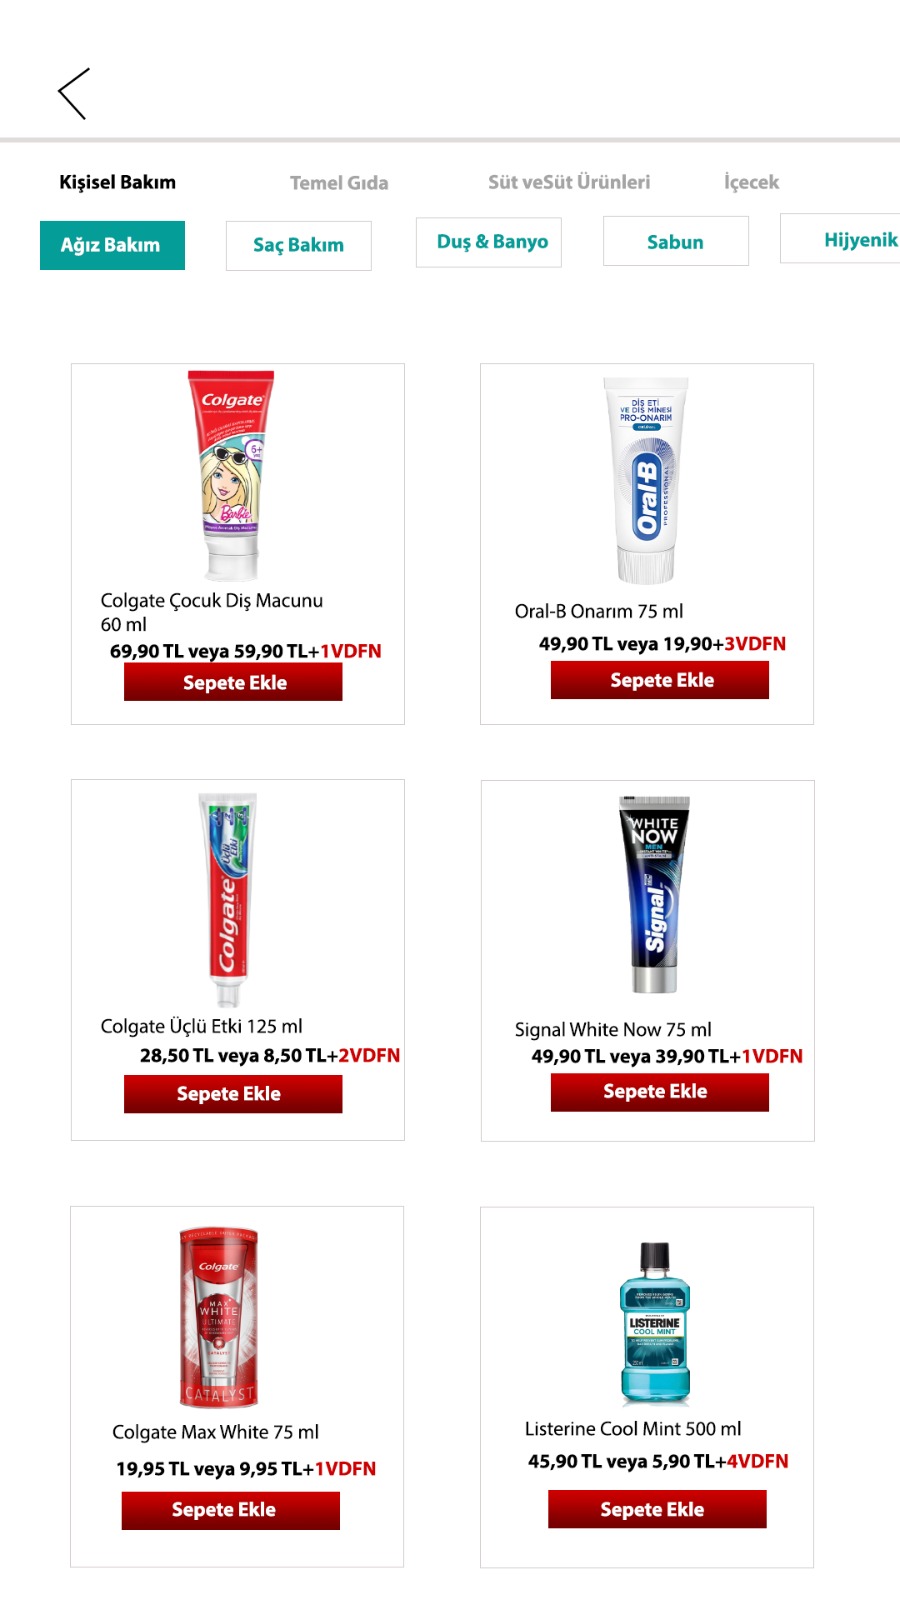 Kişisel Bakım
Temel Gıda
Süt veSüt Ürünleri
İçecek
Ağız Bakım
Saç Bakım
Duş & Banyo
Sabun
Hijyenik
Colgate
6+
Barbie
Colgate Çocuk Diş Macunu
60 ml
69,90 TL veya 59,90 TL+1VDFN
Sepete Ekle
DİŞ ETİ
VE DİŞ MİNESİ
PRO-ONARIM
Oral-B
PROFESSIONAL
Oral-B Onarım 75 ml
49,90 TL veya 19,90+3VDFN
Sepete Ekle
Üçlü Etki
Colgate
Colgate Üçlü Etki 125 ml
28,50 TL veya 8,50 TL+2VDFN
Sepete Ekle
WHITE
NOW
MEN
Signal
Signal White Now 75 ml
49,90 TL veya 39,90 TL+1VDFN
Sepete Ekle
Colgate
MAX
WHITE
ULTIMATE
CATALYST
CATALYST
Colgate Max White 75 ml
19,95 TL veya 9,95 TL+1VDFN
Sepete Ekle
LISTERINE
COOL MINT
Listerine Cool Mint 500 ml
45,90 TL veya 5,90 TL+4VDFN
Sepete Ekle